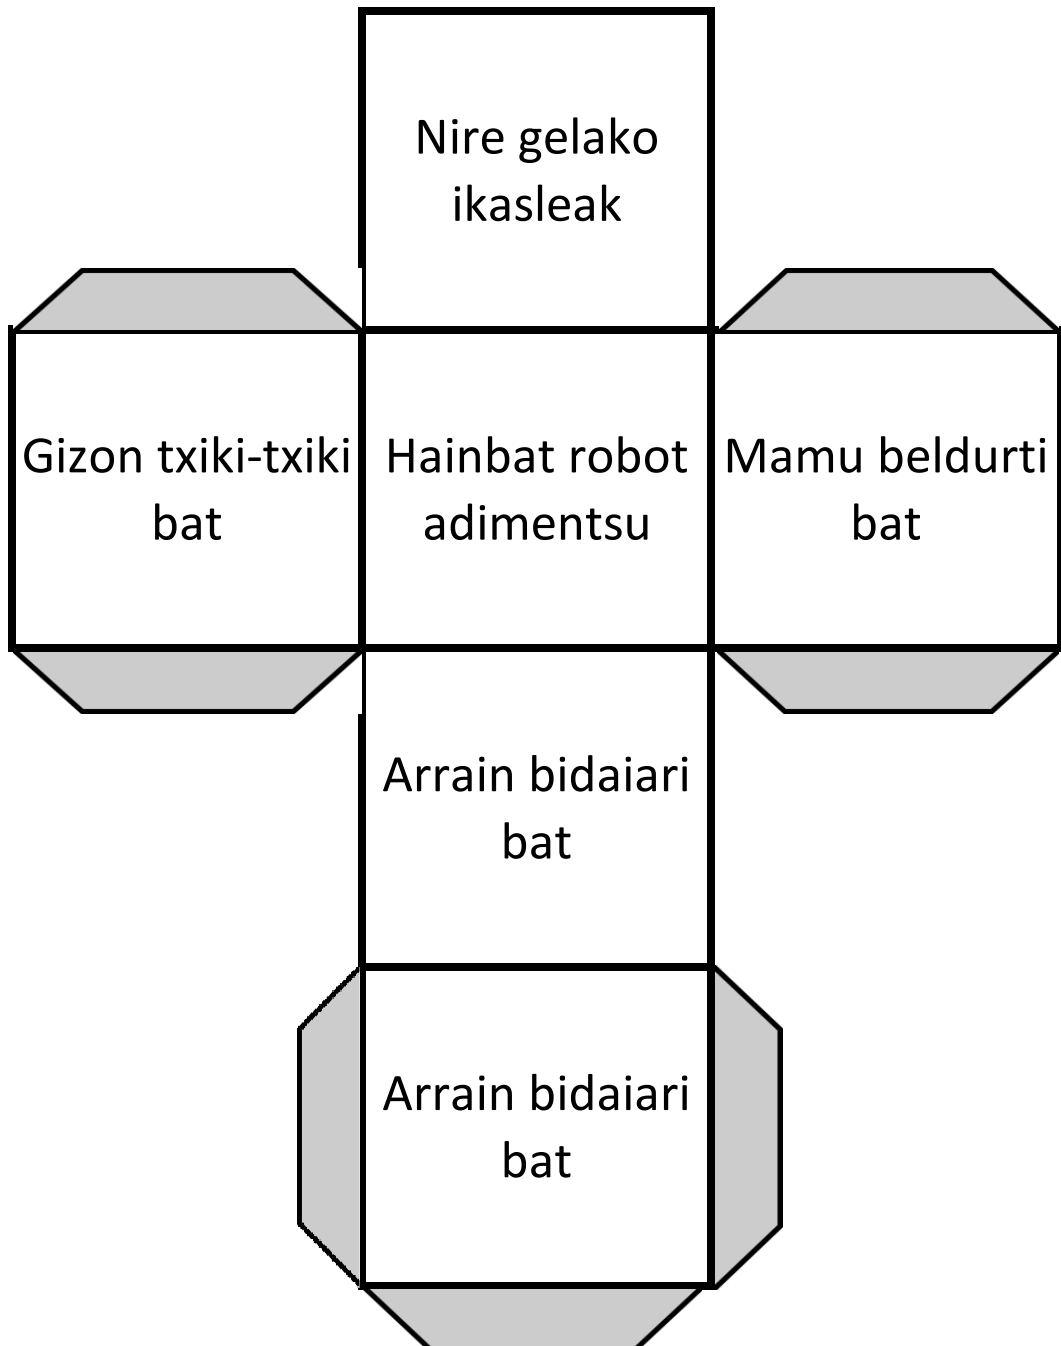 Nire gelako
ikasleak
Gizon txiki-txiki
bat
Hainbat robot
adimentsu
Mamu beldurti
bat
Arrain bidaiari
bat
Arrain bidaiari
bat